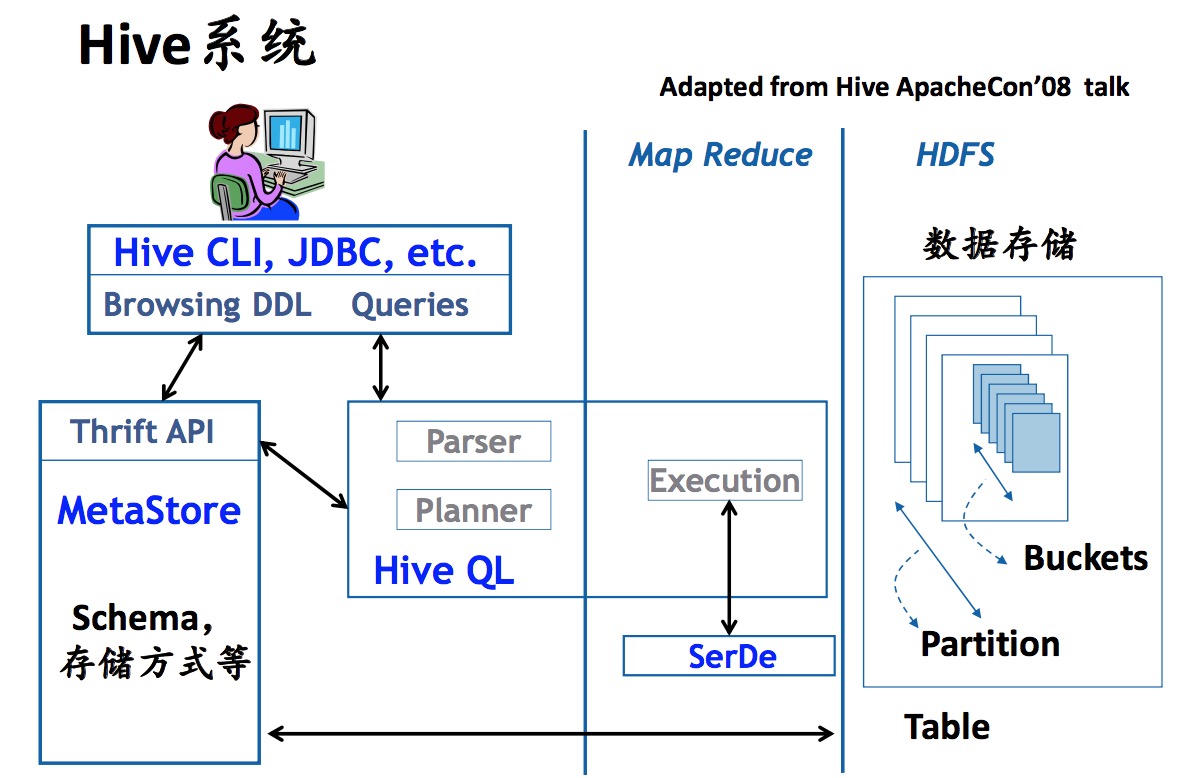 Hive系统
Adapted from Hive ApacheCon’08 talk
Map Reduce
HDFS
数据存储
Hive CLI, JDBC, etc.
Browsing DDL Queries
Thrift API
MetaStore
Schema,
存储方式等
Parser
Planner
Hive QL
Execution
SerDe
Buckets
Partition
Table